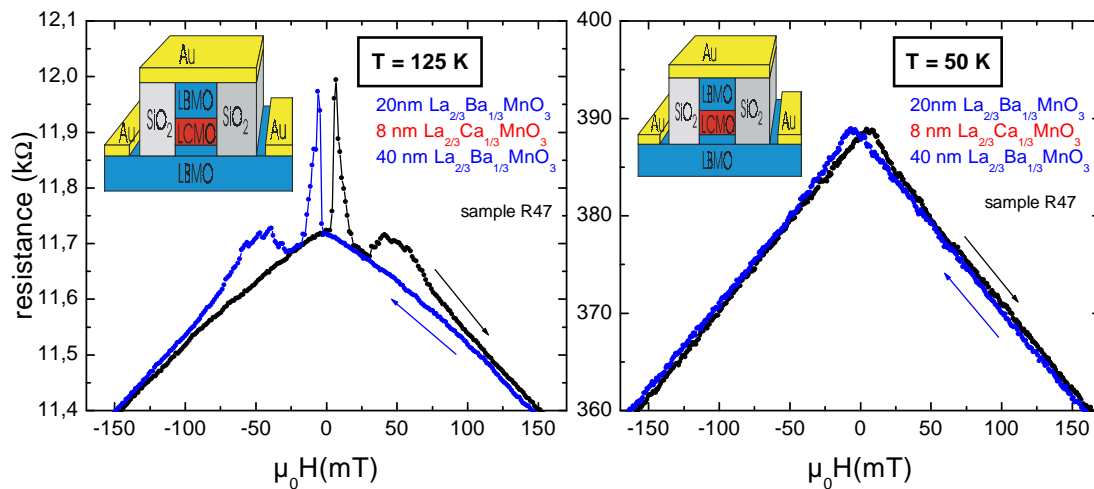 12,1
12,0
11,9
11,8
11,7
11,6
11,5
11,4
resistance (kΩ)
-150 -100 -50 0 50 100 150
μ₀H(mT)
T = 125 K
20nm La₂/₃Ba₁/₃MnO₃
8 nm La₂/₃Ca₁/₃MnO₃
40 nm La₂/₃Ba₁/₃MnO₃
sample R47
Au
SiO₂
LBMO
SiO₂
LCMO
Au
Au
LBMO
400
390
380
370
360
-150 -100 -50 0 50 100 150
μ₀H(mT)
T = 50 K
20nm La₂/₃Ba₁/₃MnO₃
8 nm La₂/₃Ca₁/₃MnO₃
40 nm La₂/₃Ba₁/₃MnO₃
sample R47
Au
SiO₂
LBMO
SiO₂
LCMO
Au
Au
LBMO